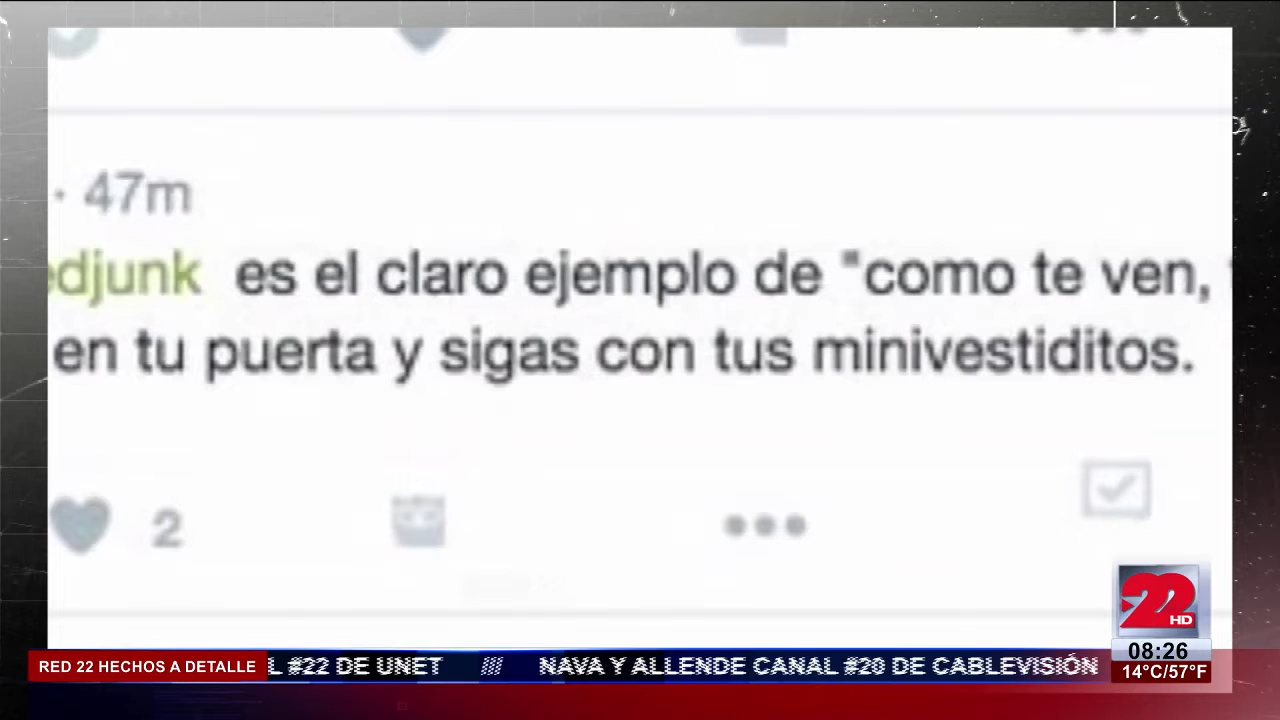 · 47m
edjunk es el claro ejemplo de "como te ven,
en tu puerta y sigas con tus minivestiditos.
2
22 HD
RED 22 HECHOS A DETALLE
L #22 DE UNET /// NAVA Y ALLENDE CANAL #20 DE CABLEVISIÓN
08:26
14°C/57°F